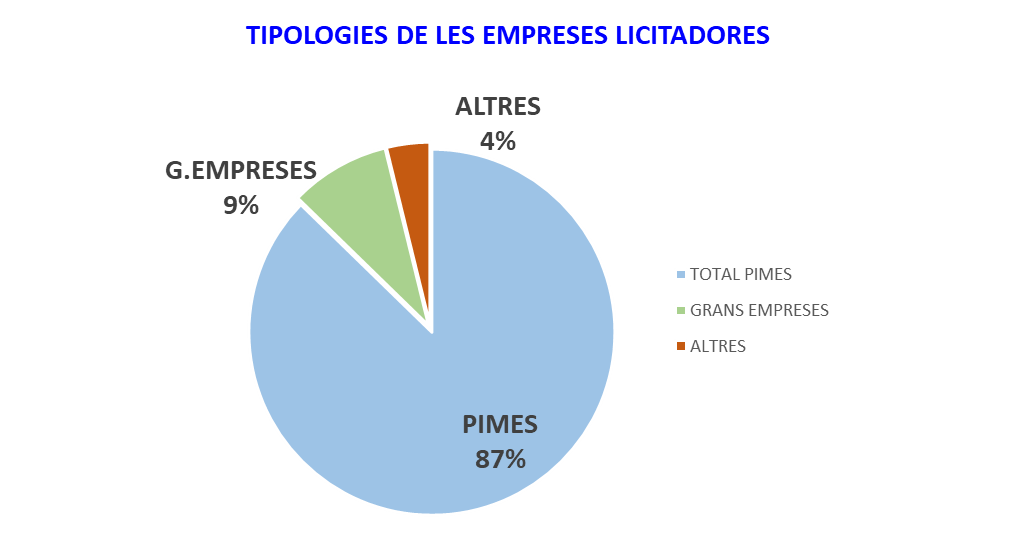 TIPOLOGIES DE LES EMPRESES LICITADORES
ALTRES
4%
G.EMPRESES
9%
TOTAL PIMES
GRANS EMPRESES
ALTRES
PIMES
87%